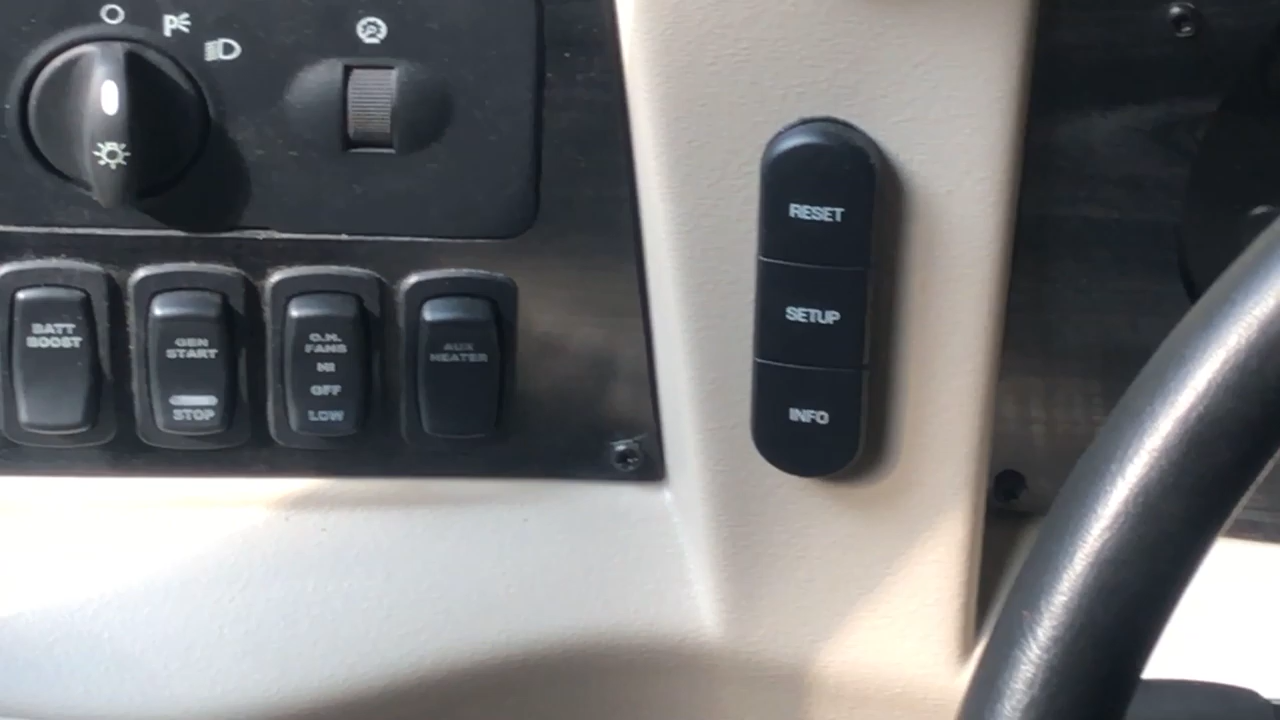 P
RESET
SETUP
INFO
BATT
BOOST
GEN
START
STOP
O.H.
FANS
HI
OFF
LOW
AUX
HEATER